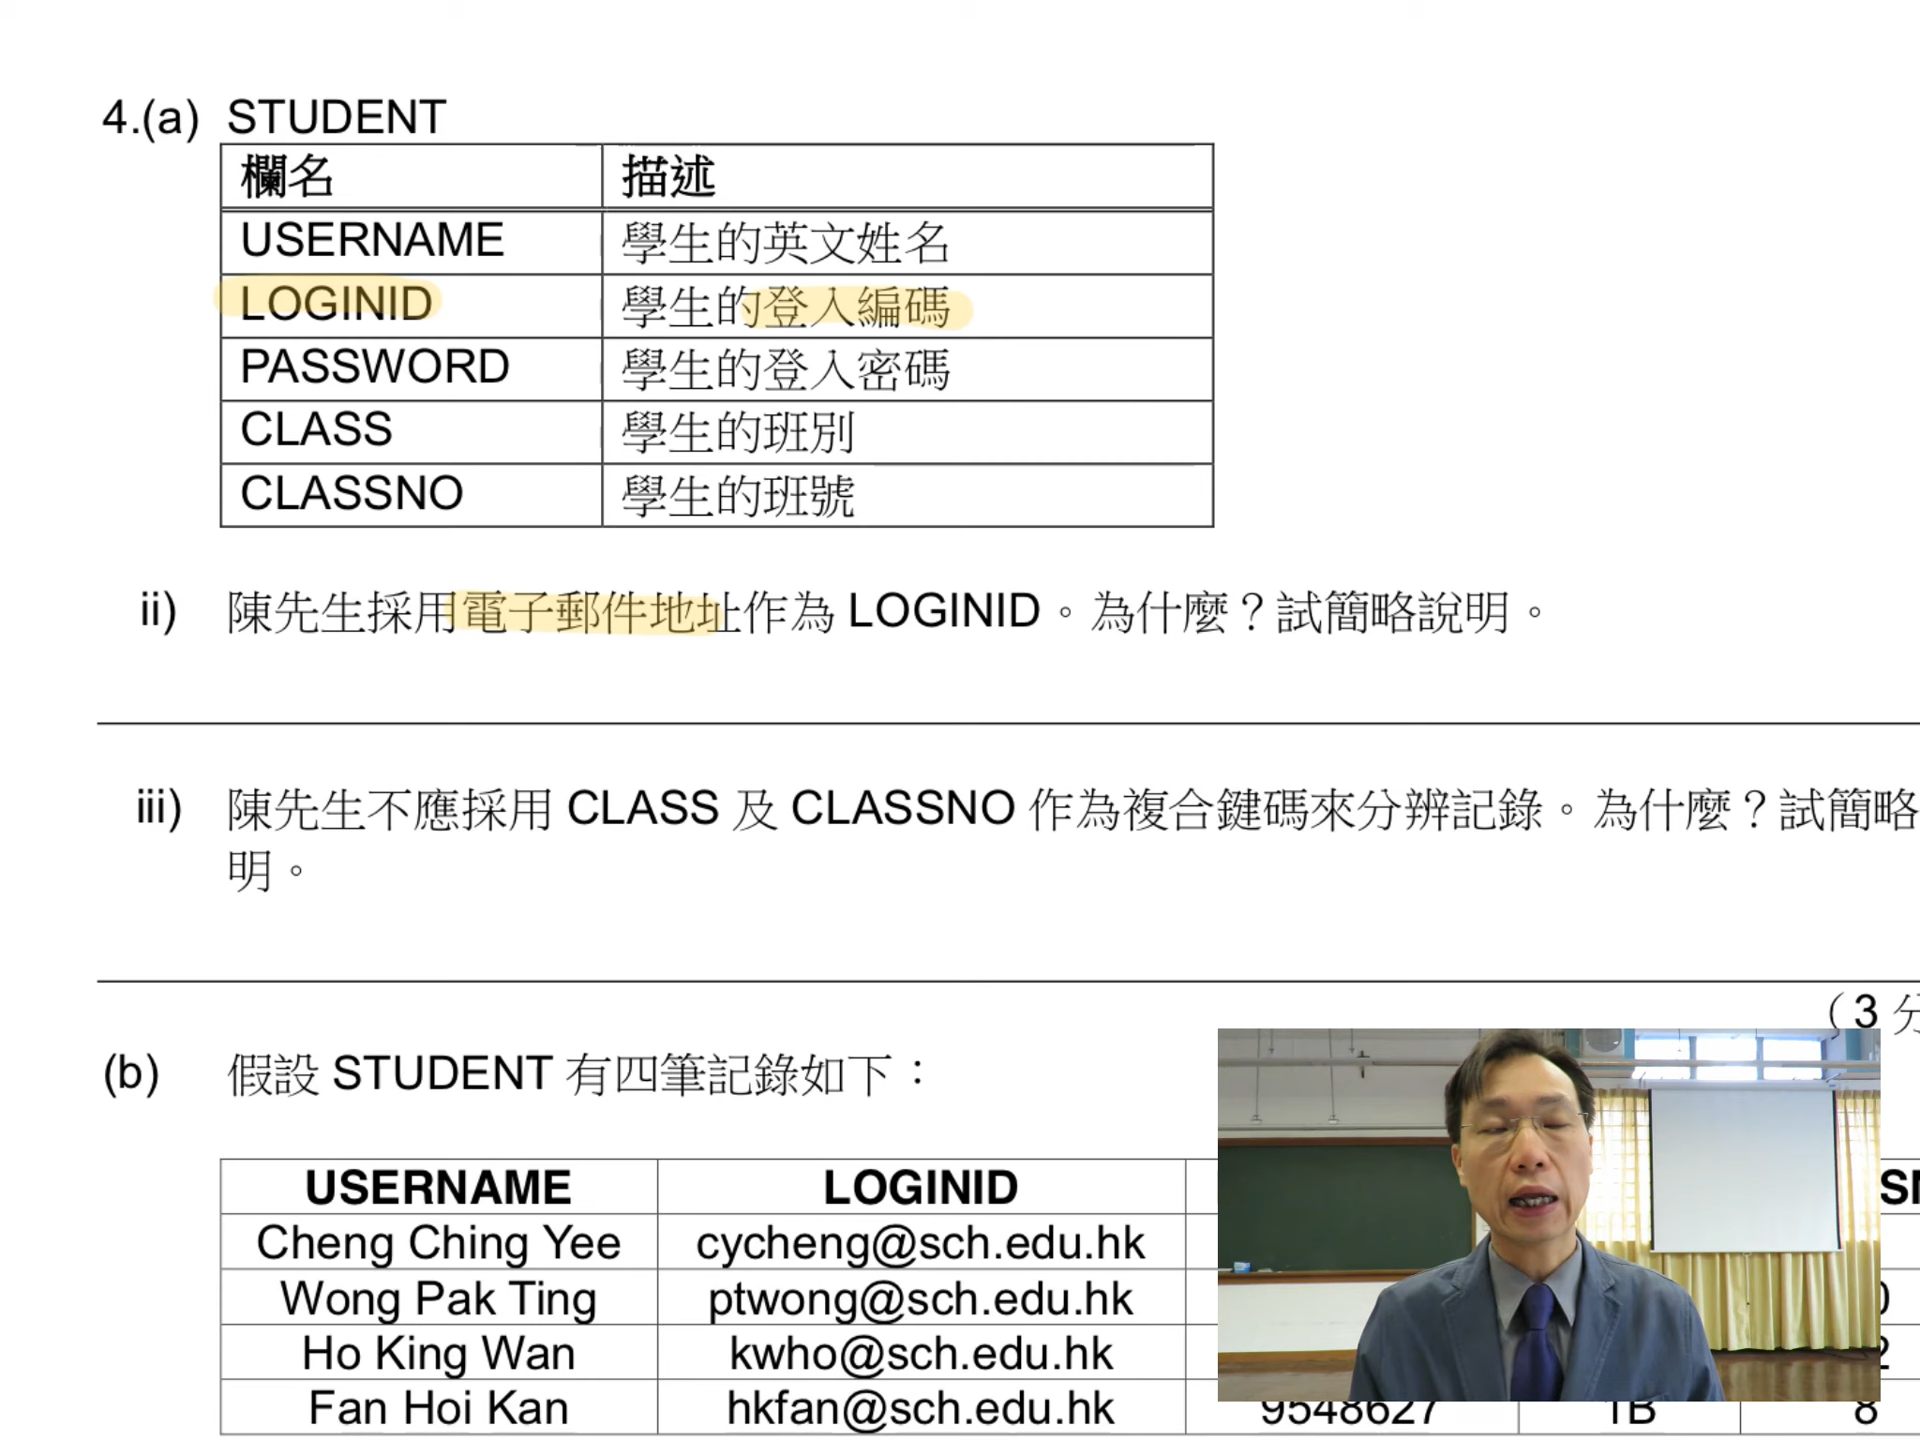 4.(a) STUDENT
欄名 描述
USERNAME 學生的英文姓名
LOGINID 學生的登入編碼
PASSWORD 學生的登入密碼
CLASS 學生的班別
CLASSNO 學生的班號
ii) 陳先生採用電子郵件地址作為 LOGINID。為什麼？試簡略說明。
iii) 陳先生不應採用 CLASS 及 CLASSNO 作為複合鍵碼來分辨記錄。為什麼？試簡略
明。
（3 分
(b) 假設 STUDENT 有四筆記錄如下：
USERNAME LOGINID
Cheng Ching Yee cycheng@sch.edu.hk
Wong Pak Ting ptwong@sch.edu.hk
Ho King Wan kwho@sch.edu.hk 2
Fan Hoi Kan hkfan@sch.edu.hk 9548627 1B 8